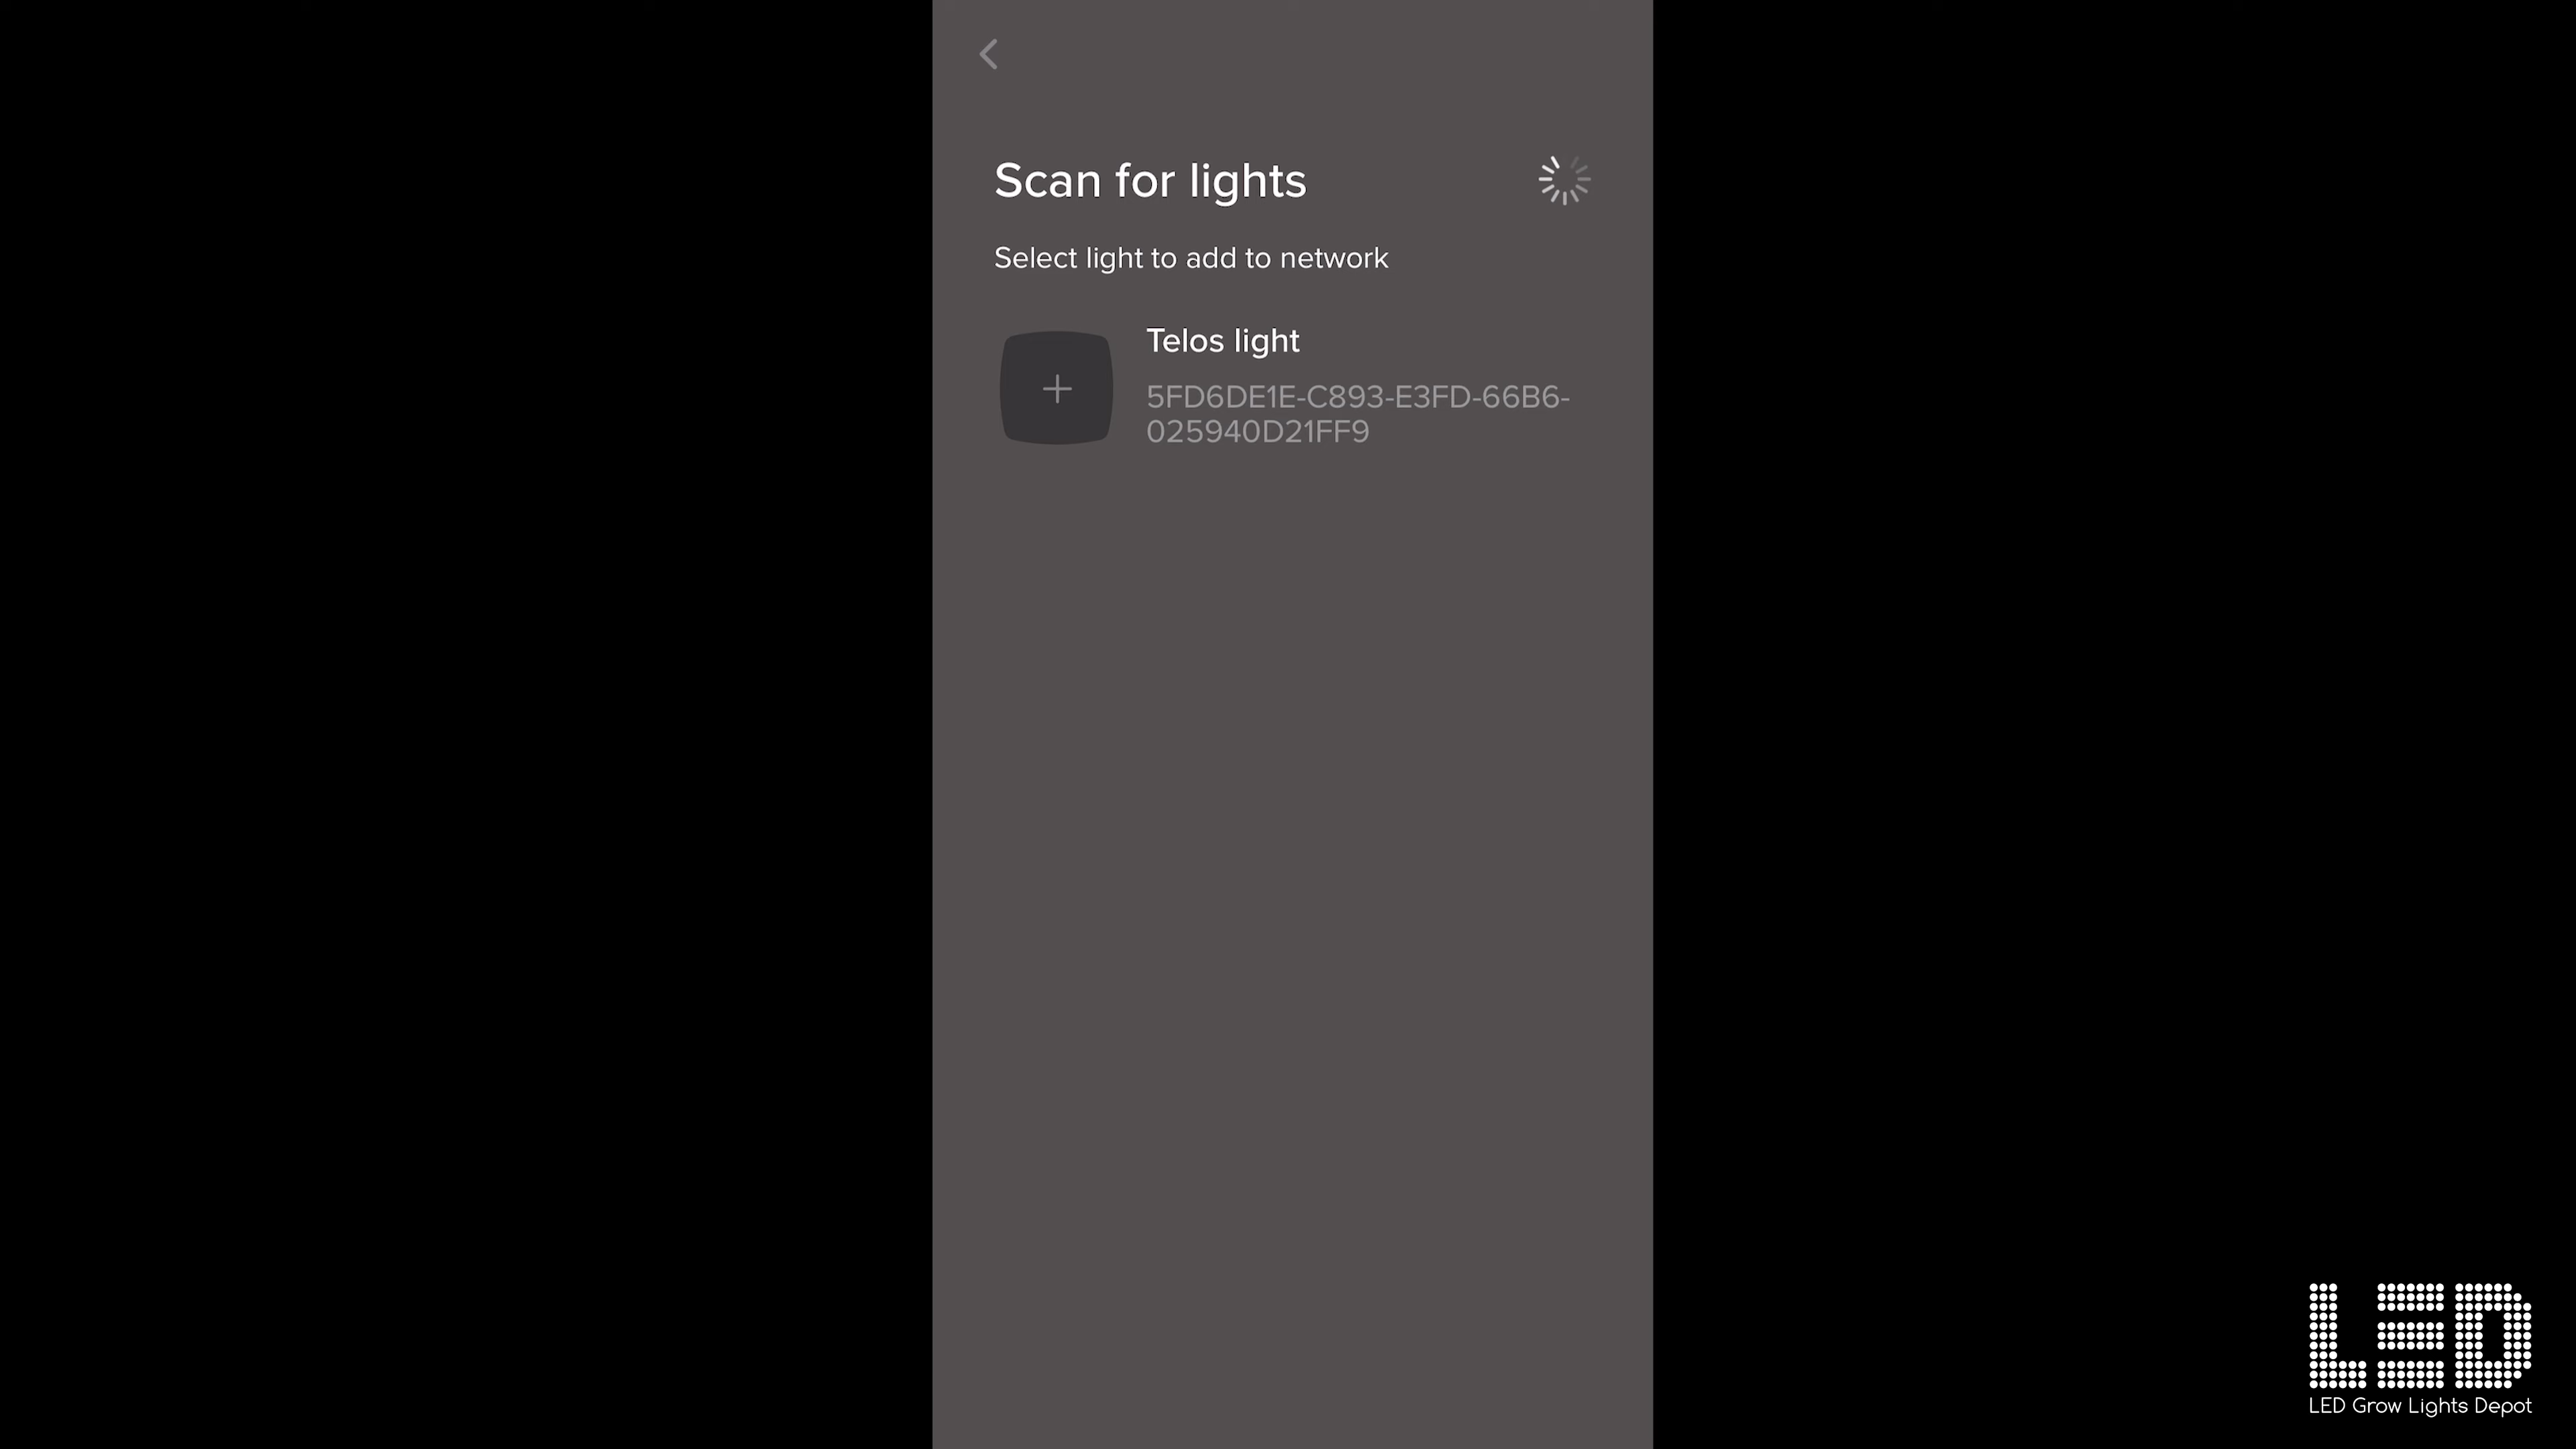 Scan for lights
Select light to add to network
Telos light
5FD6DE1E-C893-E3FD-66B6-
025940D21FF9
LED
LED Grow Lights Depot